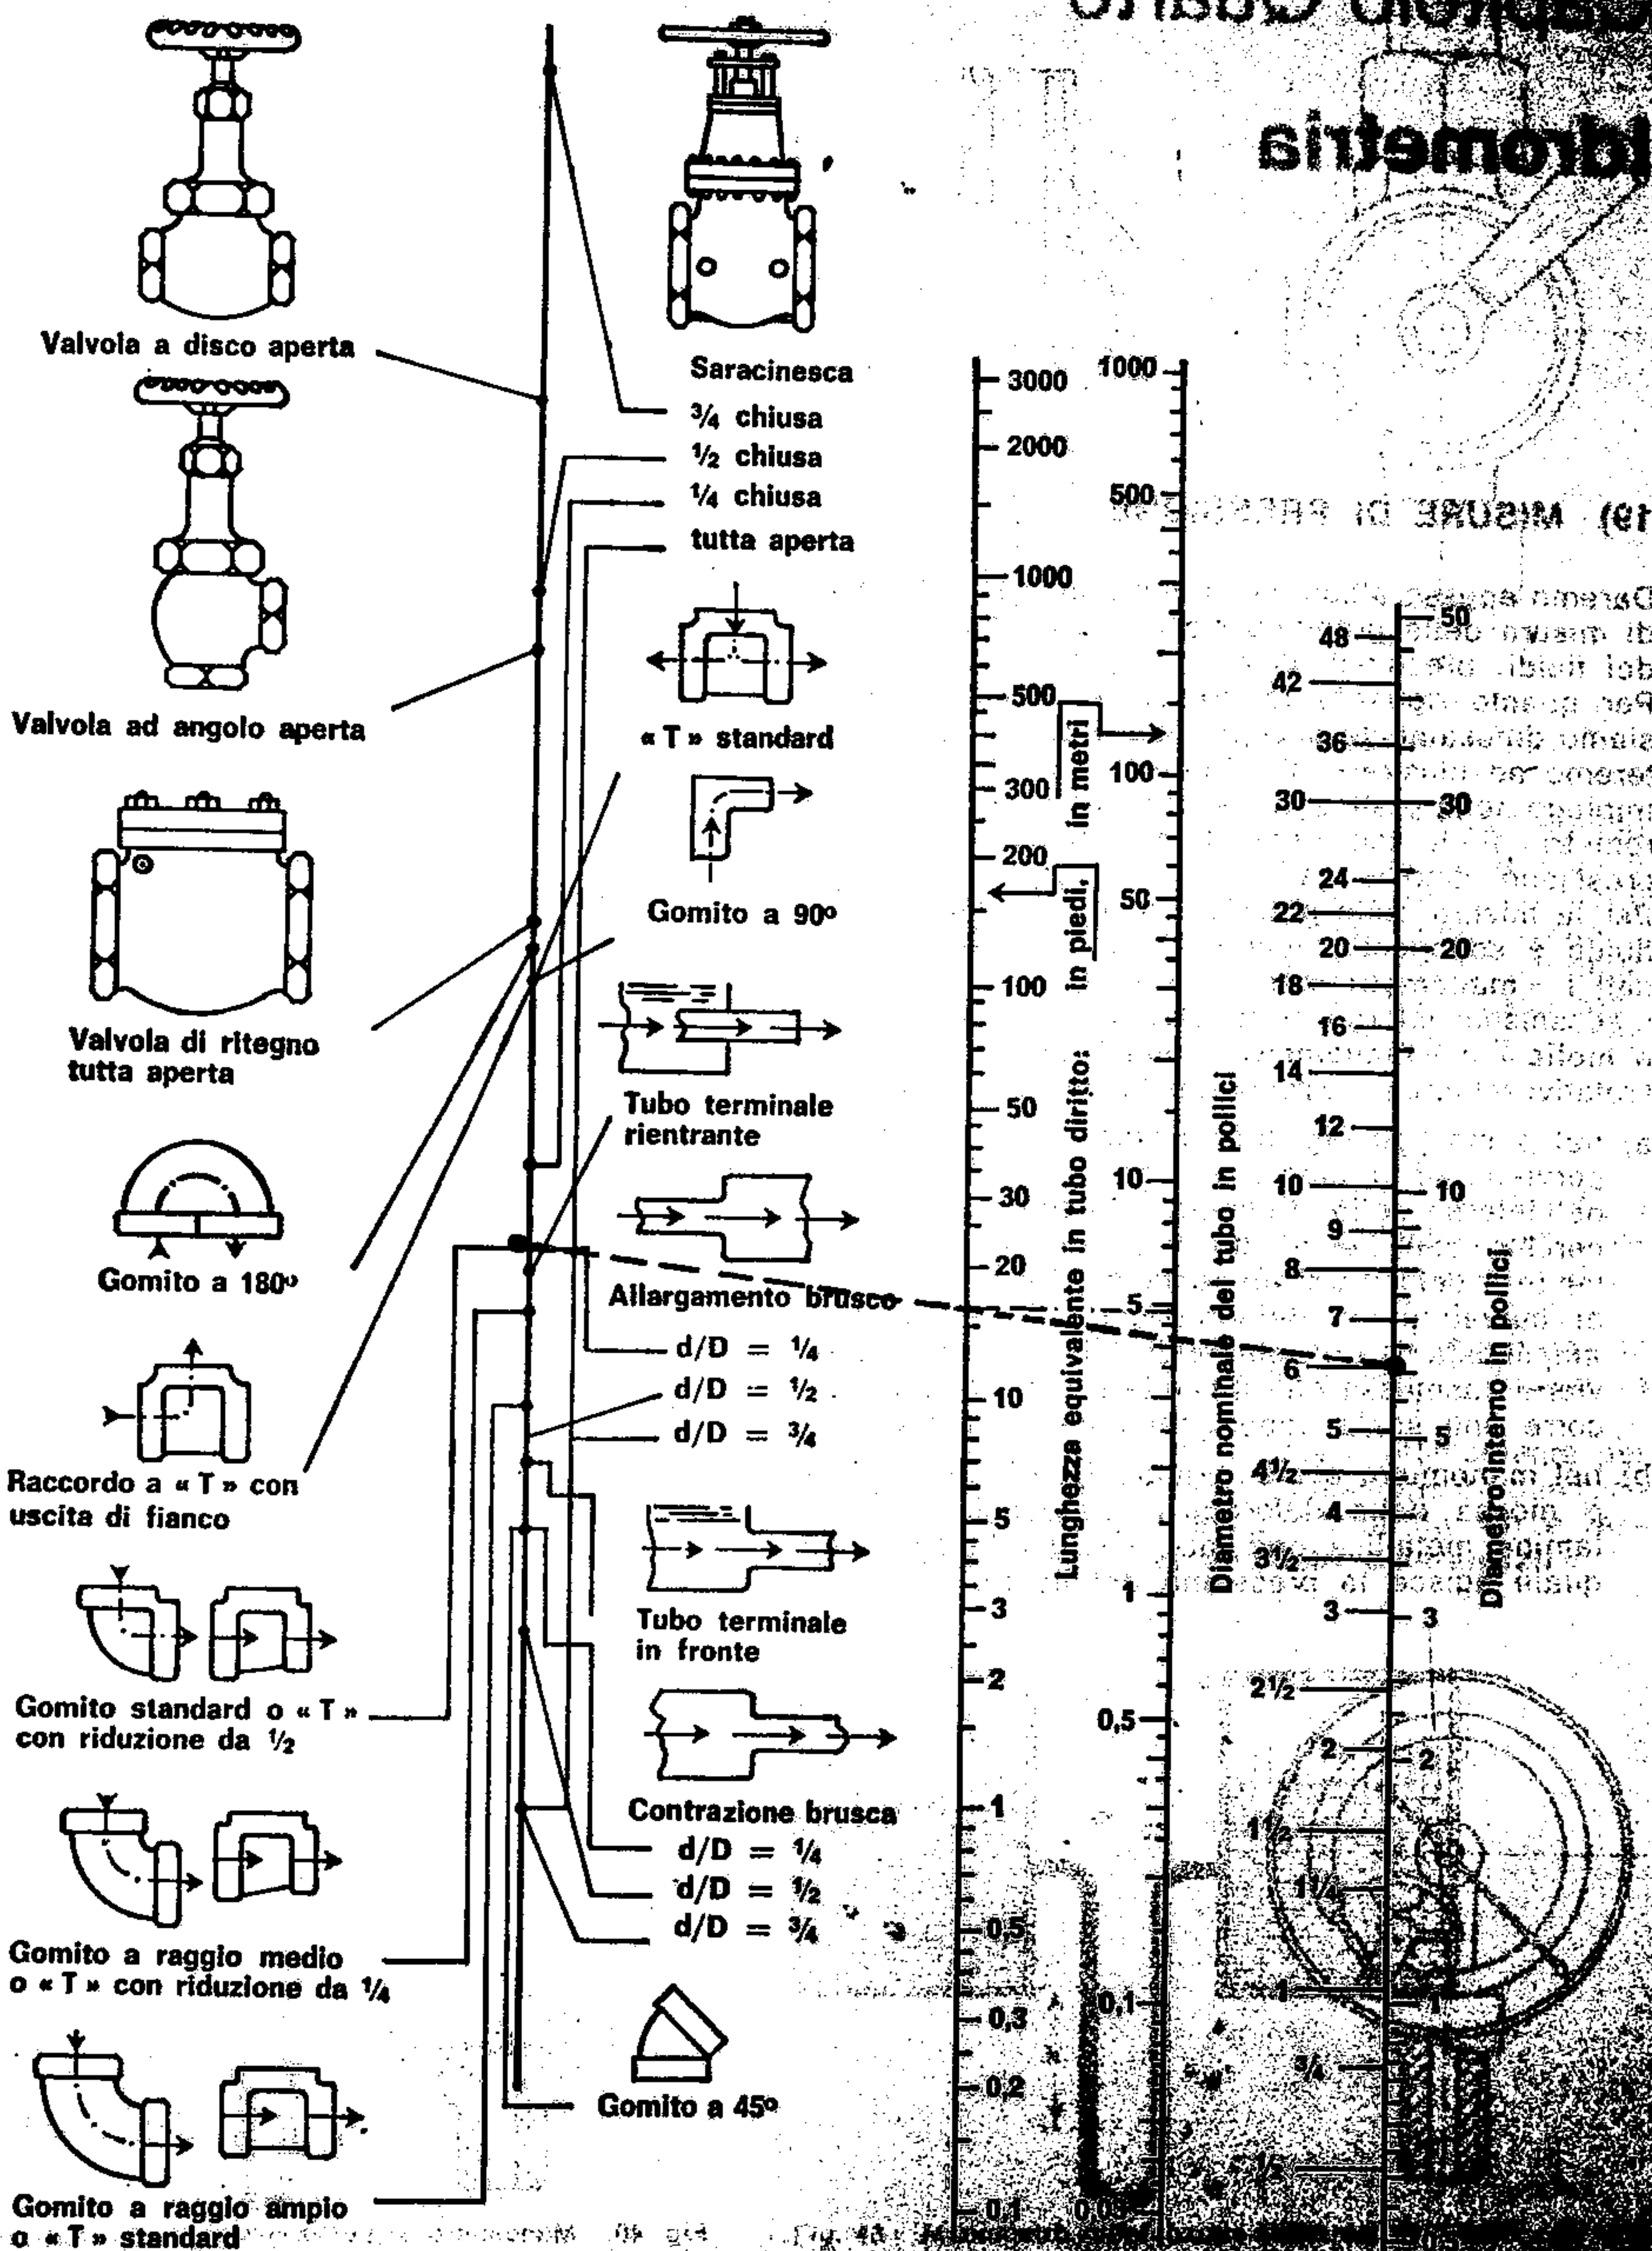 Capitolo Quarto
Idrometria
19) MISURE DI
Valvola a disco aperta
Valvola ad angolo aperta
Valvola di ritegno
tutta aperta
Gomito a 180º
Raccordo a « T » con
uscita di fianco
Gomito standard o « T »
con riduzione da ½
Gomito a raggio medio
o « T » con riduzione da ¼
Gomito a raggio ampio
o « T » standard
Saracinesca
¾ chiusa
½ chiusa
¼ chiusa
tutta aperta
« T » standard
Gomito a 90º
Tubo terminale
rientrante
Allargamento brusco
d/D = ¼
d/D = ½
d/D = ¾
Tubo terminale
in fronte
Contrazione brusca
d/D = ¼
d/D = ½
d/D = ¾
Gomito a 45º
3000
2000
1000
500
300
200
100
50
30
20
10
5
3
2
1
0,5
0,3
0,2
0,1
Lunghezza equivalente in tubo diritto: in piedi, in metri
1000
500
100
50
10
5
1
0,5
0,1
0,05
Diametro nominale del tubo in pollici
48
42
36
30
24
22
20
18
16
14
12
10
9
8
7
6
5
4½
4
3½
3
2½
2
1½
1¼
1
¾
½
50
30
20
10
5
3
2
1
Diametro interno in pollici